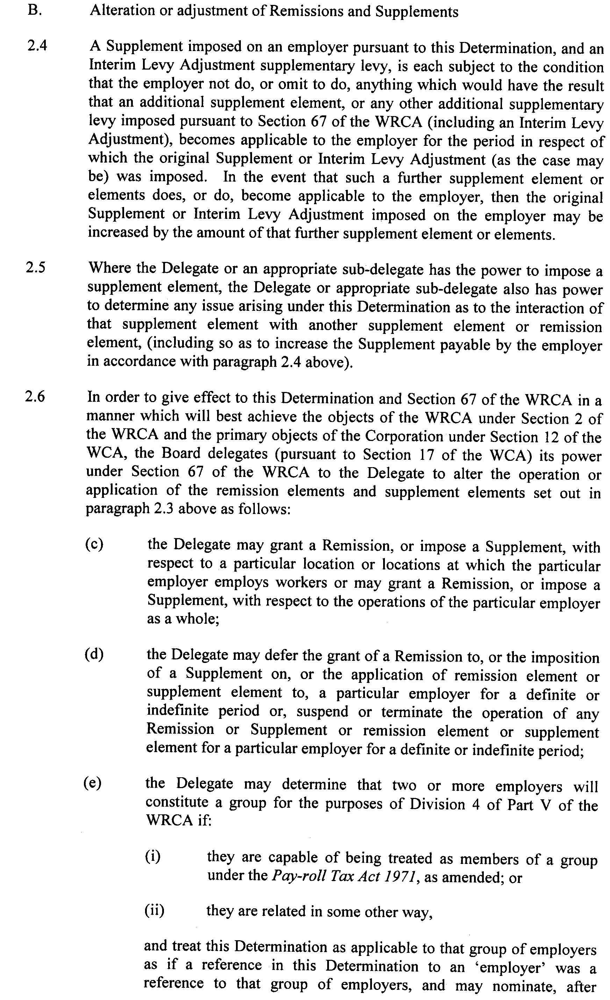 B. Alteration or adjustment of Remissions and Supplements
2.4 A Supplement imposed on an employer pursuant to this Determination, and an
Interim Levy Adjustment supplementary levy, is each subject to the condition
that the employer not do, or omit to do, anything which would have the result
that an additional supplement element, or any other additional supplementary
levy imposed pursuant to Section 67 of the WRCA (including an Interim Levy
Adjustment), becomes applicable to the employer for the period in respect of
which the original Supplement or Interim Levy Adjustment (as the case may
be) was imposed. In the event that such a further supplement element or
elements does, or do, become applicable to the employer, then the original
Supplement or Interim Levy Adjustment imposed on the employer may be
increased by the amount of that further supplement element or elements.
2.5 Where the Delegate or an appropriate sub-delegate has the power to impose a
supplement element, the Delegate or appropriate sub-delegate also has power
to determine any issue arising under this Determination as to the interaction of
that supplement element with another supplement element or remission
element, (including so as to increase the Supplement payable by the employer
in accordance with paragraph 2.4 above).
2.6 In order to give effect to this Determination and Section 67 of the WRCA in a
manner which will best achieve the objects of the WRCA under Section 2 of
the WRCA and the primary objects of the Corporation under Section 12 of the
WCA, the Board delegates (pursuant to Section 17 of the WCA) its power
under Section 67 of the WRCA to the Delegate to alter the operation or
application of the remission elements and supplement elements set out in
paragraph 2.3 above as follows:
(c) the Delegate may grant a Remission, or impose a Supplement, with
respect to a particular location or locations at which the particular
employer employs workers or may grant a Remission, or impose a
Supplement, with respect to the operations of the particular employer
as a whole;
(d) the Delegate may defer the grant of a Remission to, or the imposition
of a Supplement on, or the application of remission element or
supplement element to, a particular employer for a definite or
indefinite period or, suspend or terminate the operation of any
Remission or Supplement or remission element or supplement
element for a particular employer for a definite or indefinite period;
(e) the Delegate may determine that two or more employers will
constitute a group for the purposes of Division 4 of Part V of the
WRCA if:
(i) they are capable of being treated as members of a group
under the Pay-roll Tax Act 1971, as amended; or
(ii) they are related in some other way,
and treat this Determination as applicable to that group of employers
as if a reference in this Determination to an ‘employer’ was a
reference to that group of employers, and may nominate, after